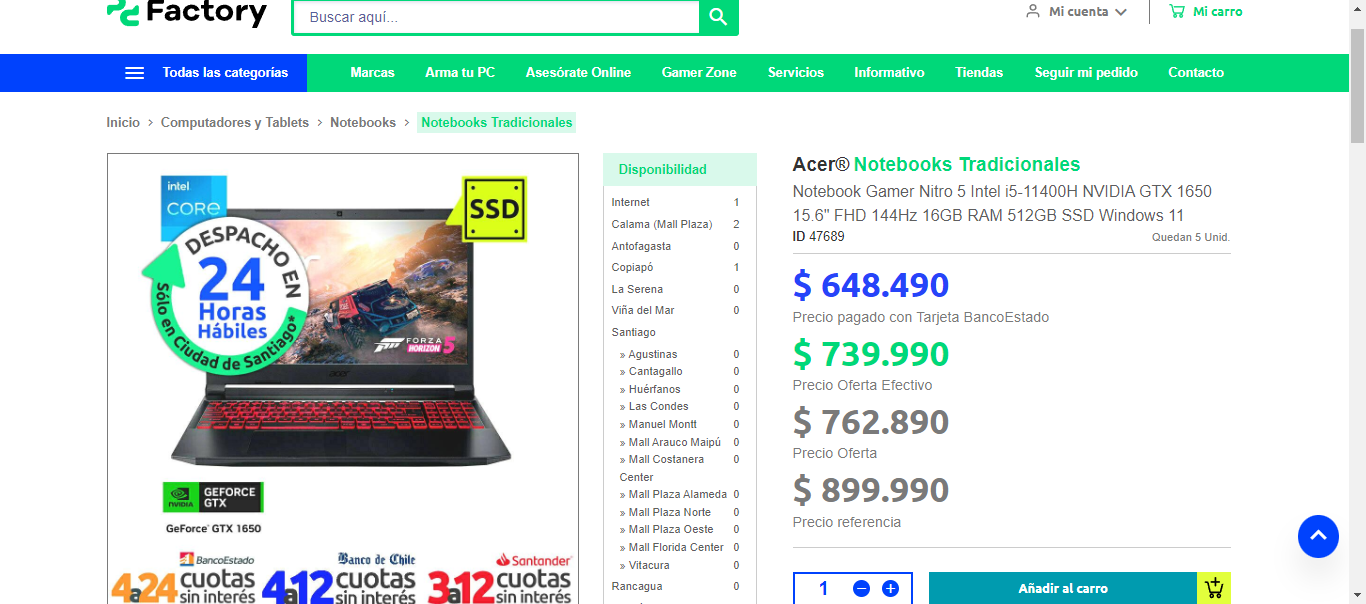 Factory
Buscar aquí...
Mi cuenta
Mi carro
Todas las categorías
Marcas
Arma tu PC
Asesórate Online
Gamer Zone
Servicios
Informativo
Tiendas
Seguir mi pedido
Contacto
Inicio > Computadores y Tablets > Notebooks > Notebooks Tradicionales
intel
CORE
SSD
DESPACHO EN
24
Horas
Hábiles
Sólo en Ciudad de Santiago*
FORZA
HORIZON 5
acer
NVIDIA
GEFORCE
GTX
GeForce® GTX 1650
BancoEstado
4a24 cuotas
sin interés
Banco de Chile
4a12 cuotas
sin interés
Santander
3a12 cuotas
sin interés
Disponibilidad
Internet 1
Calama (Mall Plaza) 2
Antofagasta 0
Copiapó 1
La Serena 0
Viña del Mar 0
Santiago
» Agustinas 0
» Cantagallo 0
» Huérfanos 0
» Las Condes 0
» Manuel Montt 0
» Mall Arauco Maipú 0
» Mall Costanera 0
Center
» Mall Plaza Alameda 0
» Mall Plaza Norte 0
» Mall Plaza Oeste 0
» Mall Florida Center 0
» Vitacura 0
Rancagua 0
Acer® Notebooks Tradicionales
Notebook Gamer Nitro 5 Intel i5-11400H NVIDIA GTX 1650
15.6" FHD 144Hz 16GB RAM 512GB SSD Windows 11
ID 47689
Quedan 5 Unid.
$ 648.490
Precio pagado con Tarjeta BancoEstado
$ 739.990
Precio Oferta Efectivo
$ 762.890
Precio Oferta
$ 899.990
Precio referencia
1
Añadir al carro